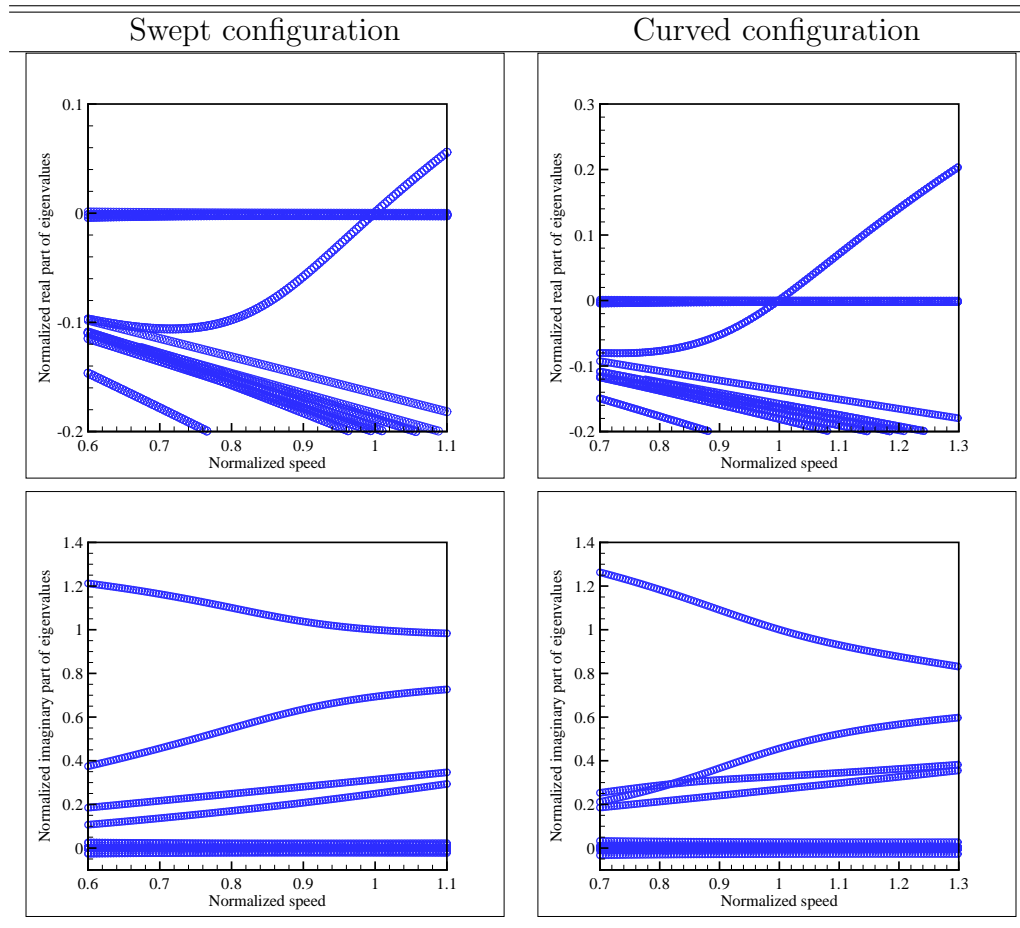 Swept configuration Curved configuration
0.1
0
-0.1
-0.2
0.6 0.7 0.8 0.9 1 1.1
Normalized speed
Normalized real part of eigenvalues
0.3
0.2
0.1
0
-0.1
-0.2
0.7 0.8 0.9 1 1.1 1.2 1.3
Normalized speed
Normalized real part of eigenvalues
1.4
1.2
1
0.8
0.6
0.4
0.2
0
0.6 0.7 0.8 0.9 1 1.1
Normalized speed
Normalized imaginary part of eigenvalues
1.4
1.2
1
0.8
0.6
0.4
0.2
0
0.7 0.8 0.9 1 1.1 1.2 1.3
Normalized speed
Normalized imaginary part of eigenvalues